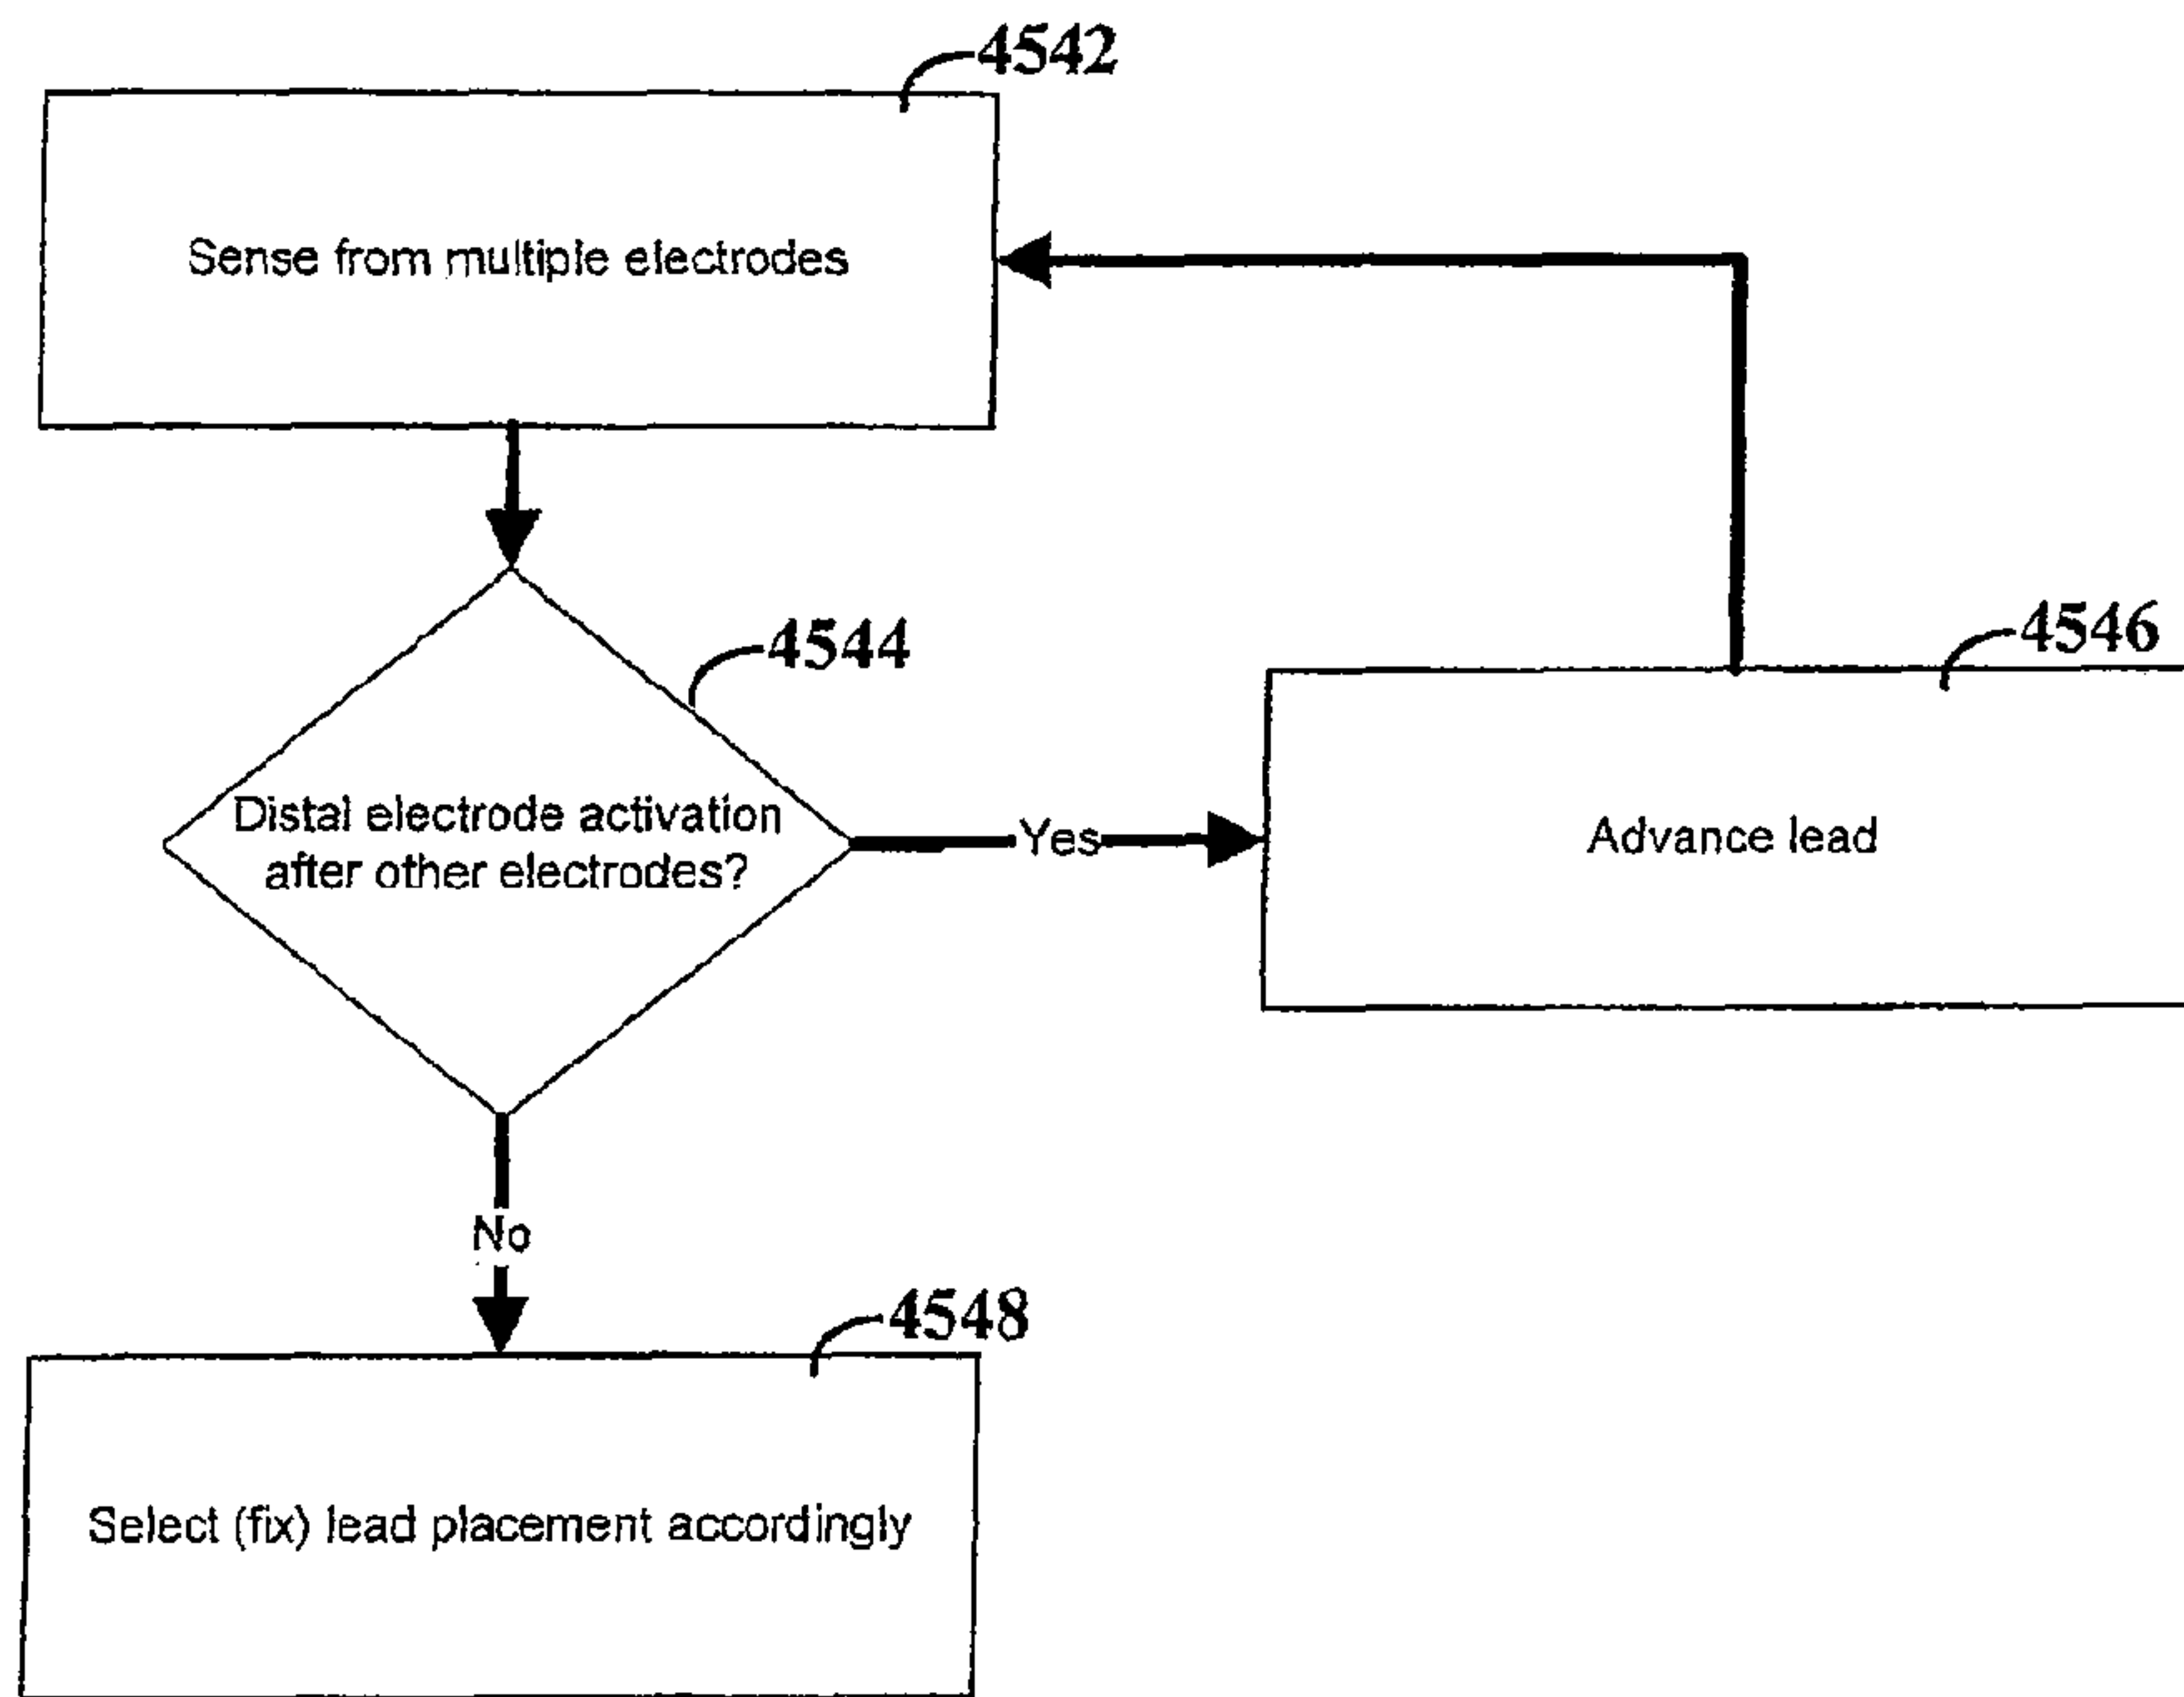 4542
Sense from multiple electrodes
4544
Distal electrode activation
after other electrodes?
Yes
4546
Advance lead
No
4548
Select (fix) lead placement accordingly